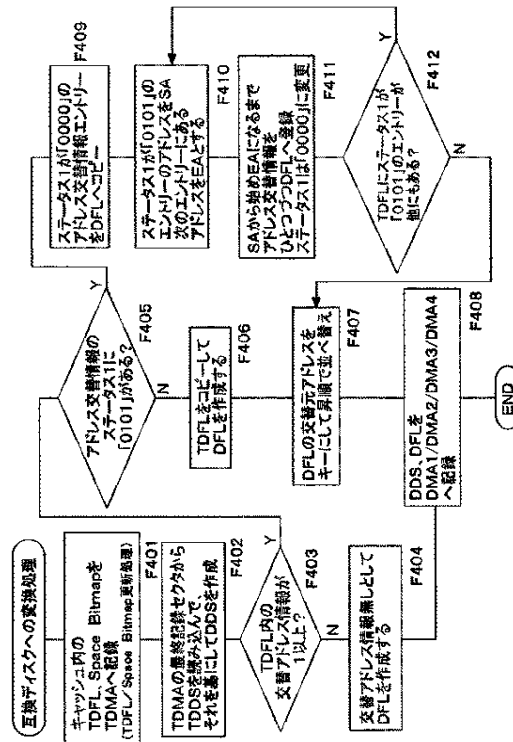 互換ディスクへの変換処理
キャッシュ内の
TDFL、Space Bitmapを
TDMAへ記録
(TDFL/Space Bitmap更新処理)
F401
TDMAの最終記録セクタから
TDDSを読み込んで、
それを基にしてDDSを作成
F402
TDFL内の
交替アドレス情報が
1以上?
F403
Y
N
交替アドレス情報無しとして
DFLを作成する
F404
アドレス交替情報の
ステータス1に
「0101」がある?
F405
Y
N
TDFLをコピーして
DFLを作成する
F406
DFLの交替元アドレスを
キーにして昇順で並べ替え
F407
DDS、DFLを
DMA1/DMA2/DMA3/DMA4
へ記録
F408
END
ステータス1が「0000」の
アドレス交替情報エントリー
をDFLへコピー
F409
ステータス1が「0101」の
エントリーのアドレスをSA
次のエントリーにある
アドレスをEAとする
F410
SAから始めEAになるまで
アドレス交替情報を
ひとつづつDFLへ登録
ステータス1は「0000」に変更
F411
TDFLにステータス1が
「0101」のエントリーが
他にもある?
F412
Y
N